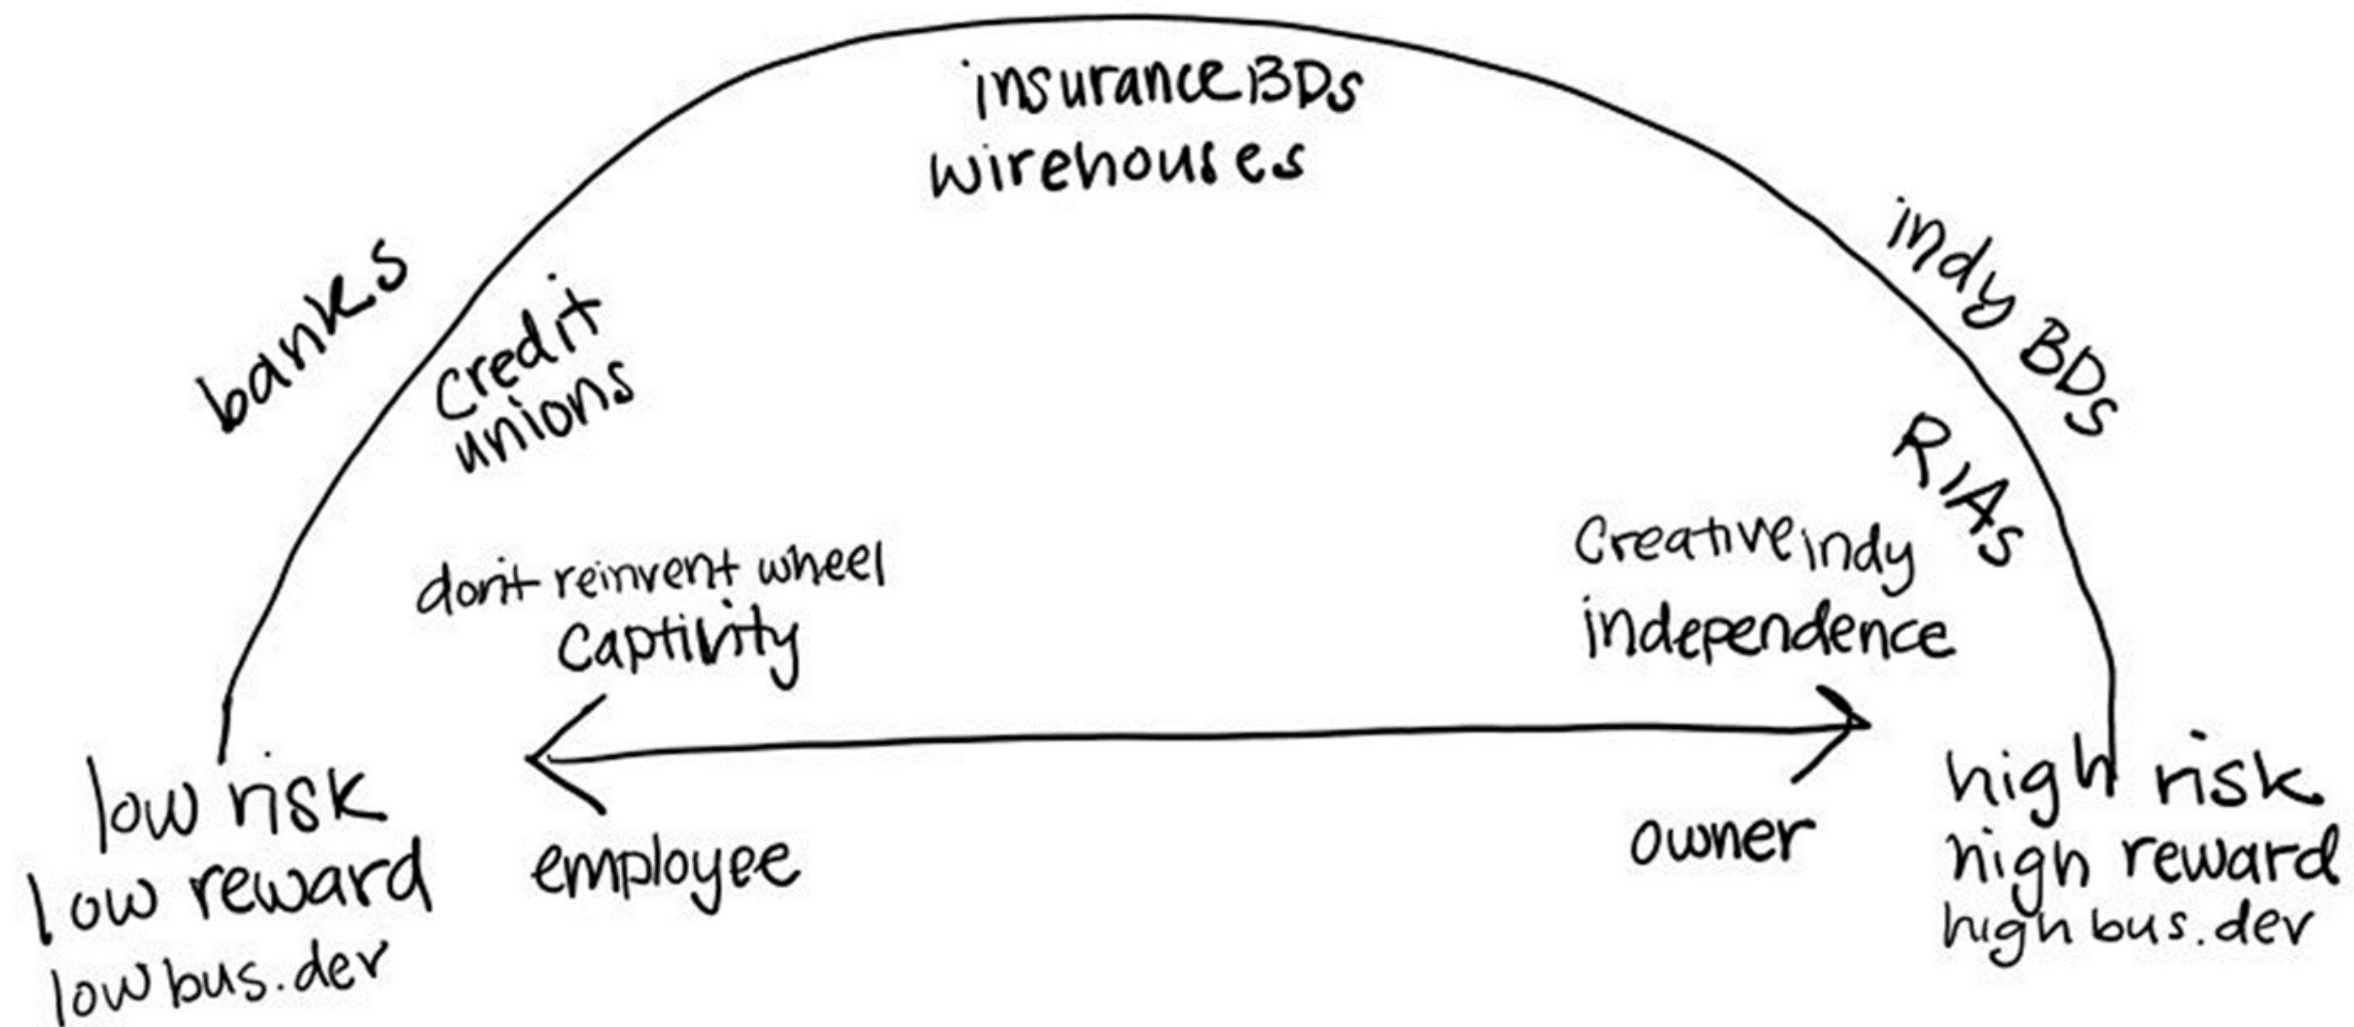 insurance BDs
wirehouses
banks
credit
unions
indy BDs
RIAs
don't reinvent wheel
captivity
Creative indy
independence
low risk
low reward
low bus. dev
employee
owner
high risk
high reward
high bus. dev